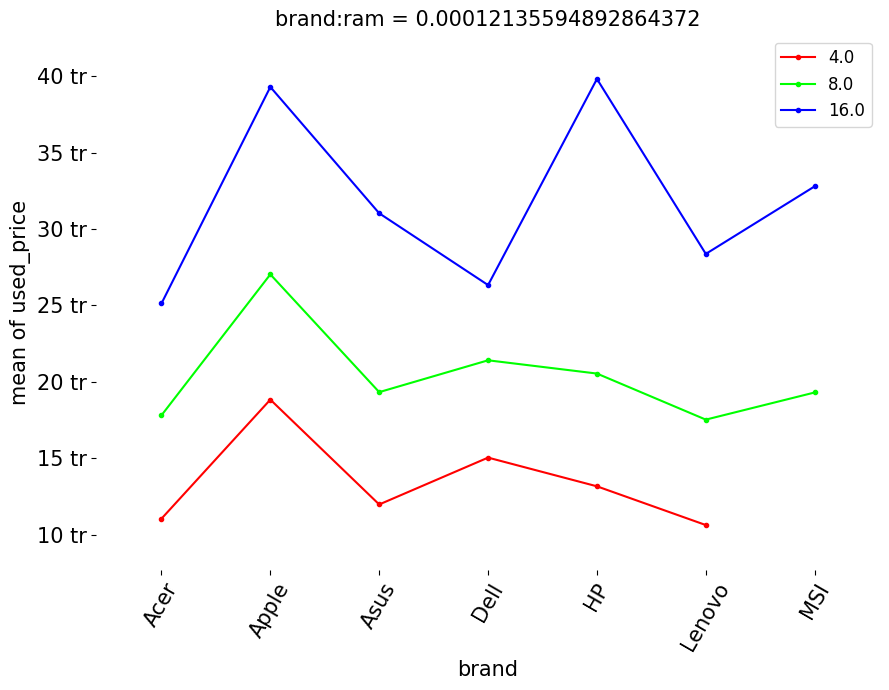 brand:ram = 0.00012135594892864372
4.0
8.0
16.0
40 tr
35 tr
30 tr
25 tr
20 tr
15 tr
10 tr
mean of used_price
Acer
Apple
Asus
Dell
HP
Lenovo
MSI
brand